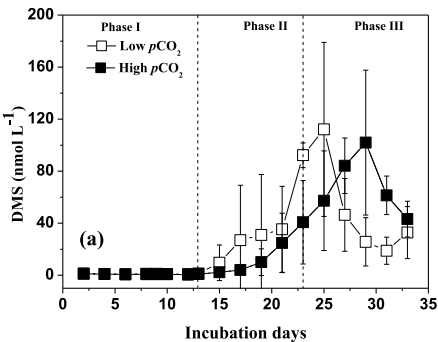 Phase I Phase II Phase III
Low pCO2
High pCO2
DMS (nmol L-1)
200
160
120
80
40
0
(a)
0 5 10 15 20 25 30 35
Incubation days